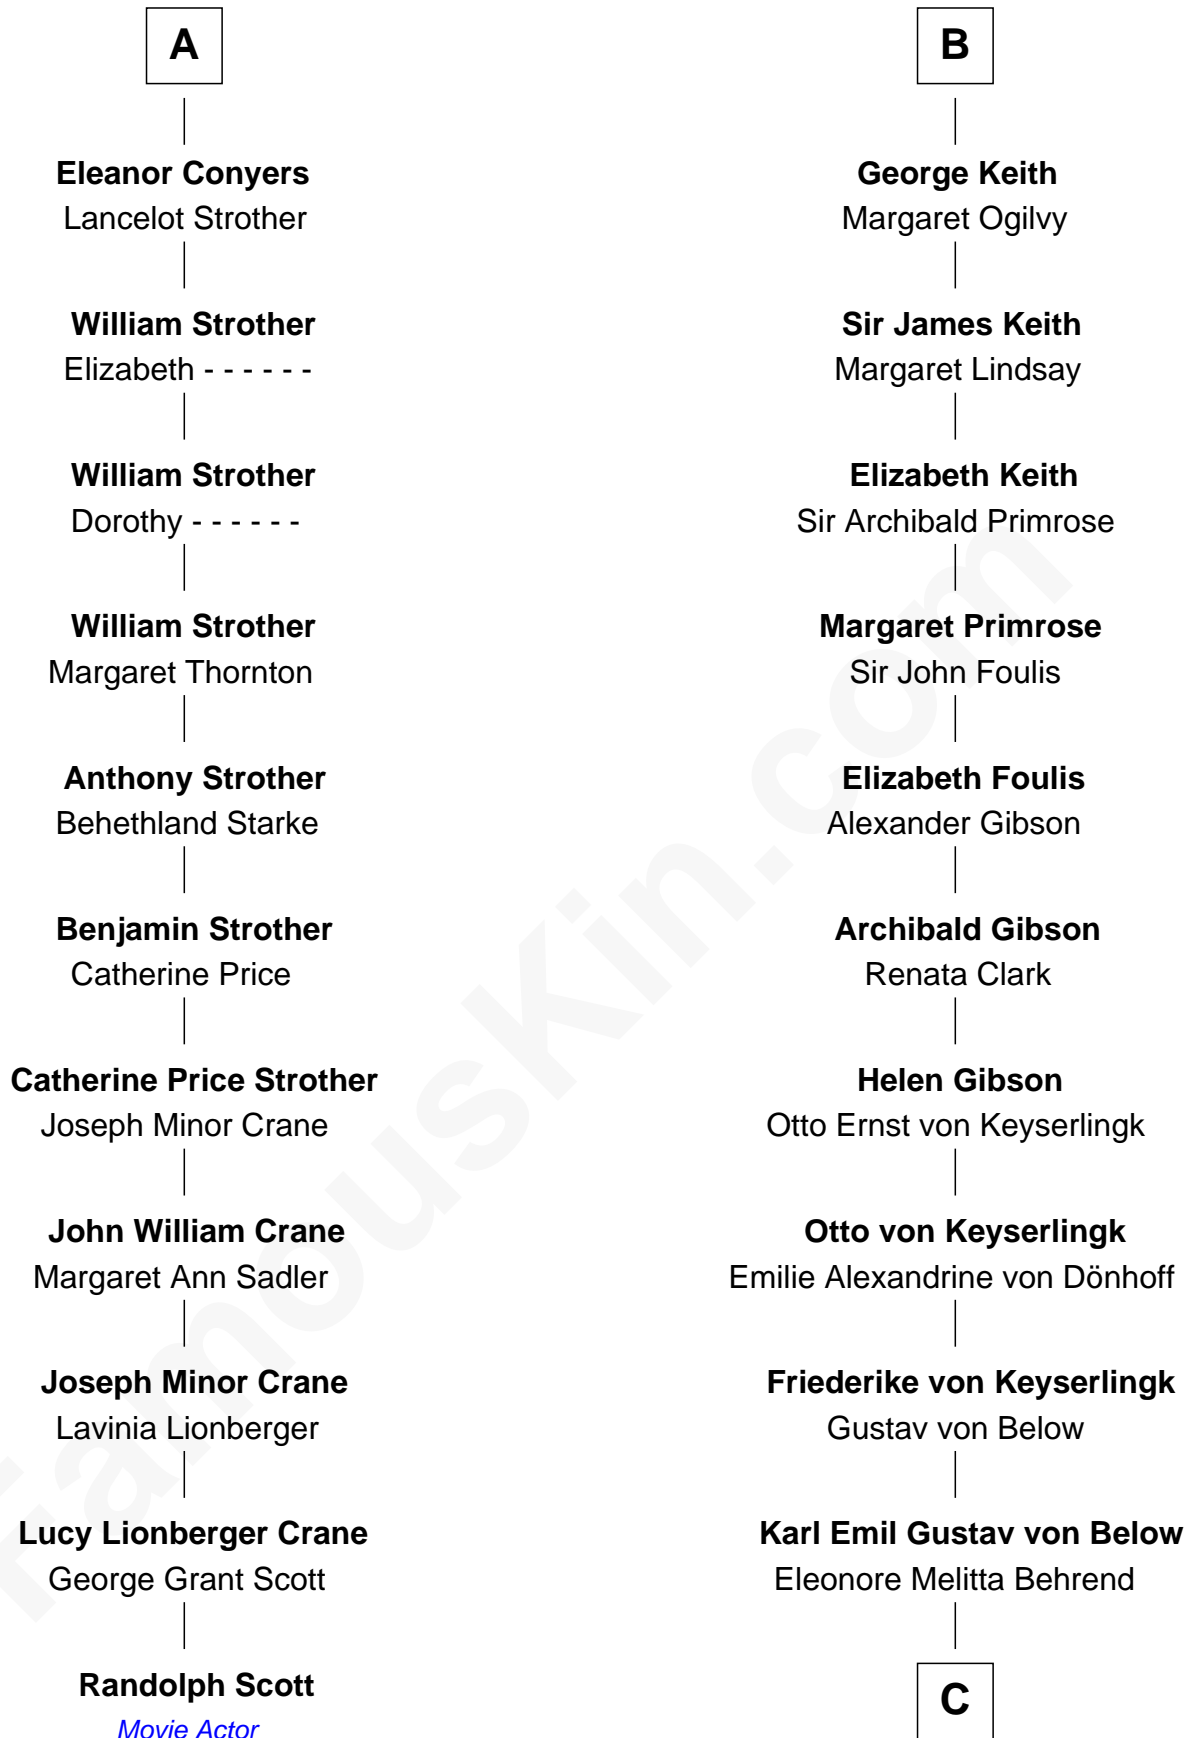 A
Eleanor Conyers
Lancelot Strother
William Strother
Elizabeth - - - - - -
William Strother
Dorothy - - - - - -
William Strother
Margaret Thornton
Anthony Strother
Behethland Starke
Benjamin Strother
Catherine Price
Catherine Price Strother
Joseph Minor Crane
John William Crane
Margaret Ann Sadler
Joseph Minor Crane
Lavinia Lionberger
Lucy Lionberger Crane
George Grant Scott
Randolph Scott
Movie Actor
B
George Keith
Margaret Ogilvy
Sir James Keith
Margaret Lindsay
Elizabeth Keith
Sir Archibald Primrose
Margaret Primrose
Sir John Foulis
Elizabeth Foulis
Alexander Gibson
Archibald Gibson
Renata Clark
Helen Gibson
Otto Ernst von Keyserlingk
Otto von Keyserlingk
Emilie Alexandrine von Dönhoff
Friederike von Keyserlingk
Gustav von Below
Karl Emil Gustav von Below
Eleonore Melitta Behrend
C
FamousKin.com